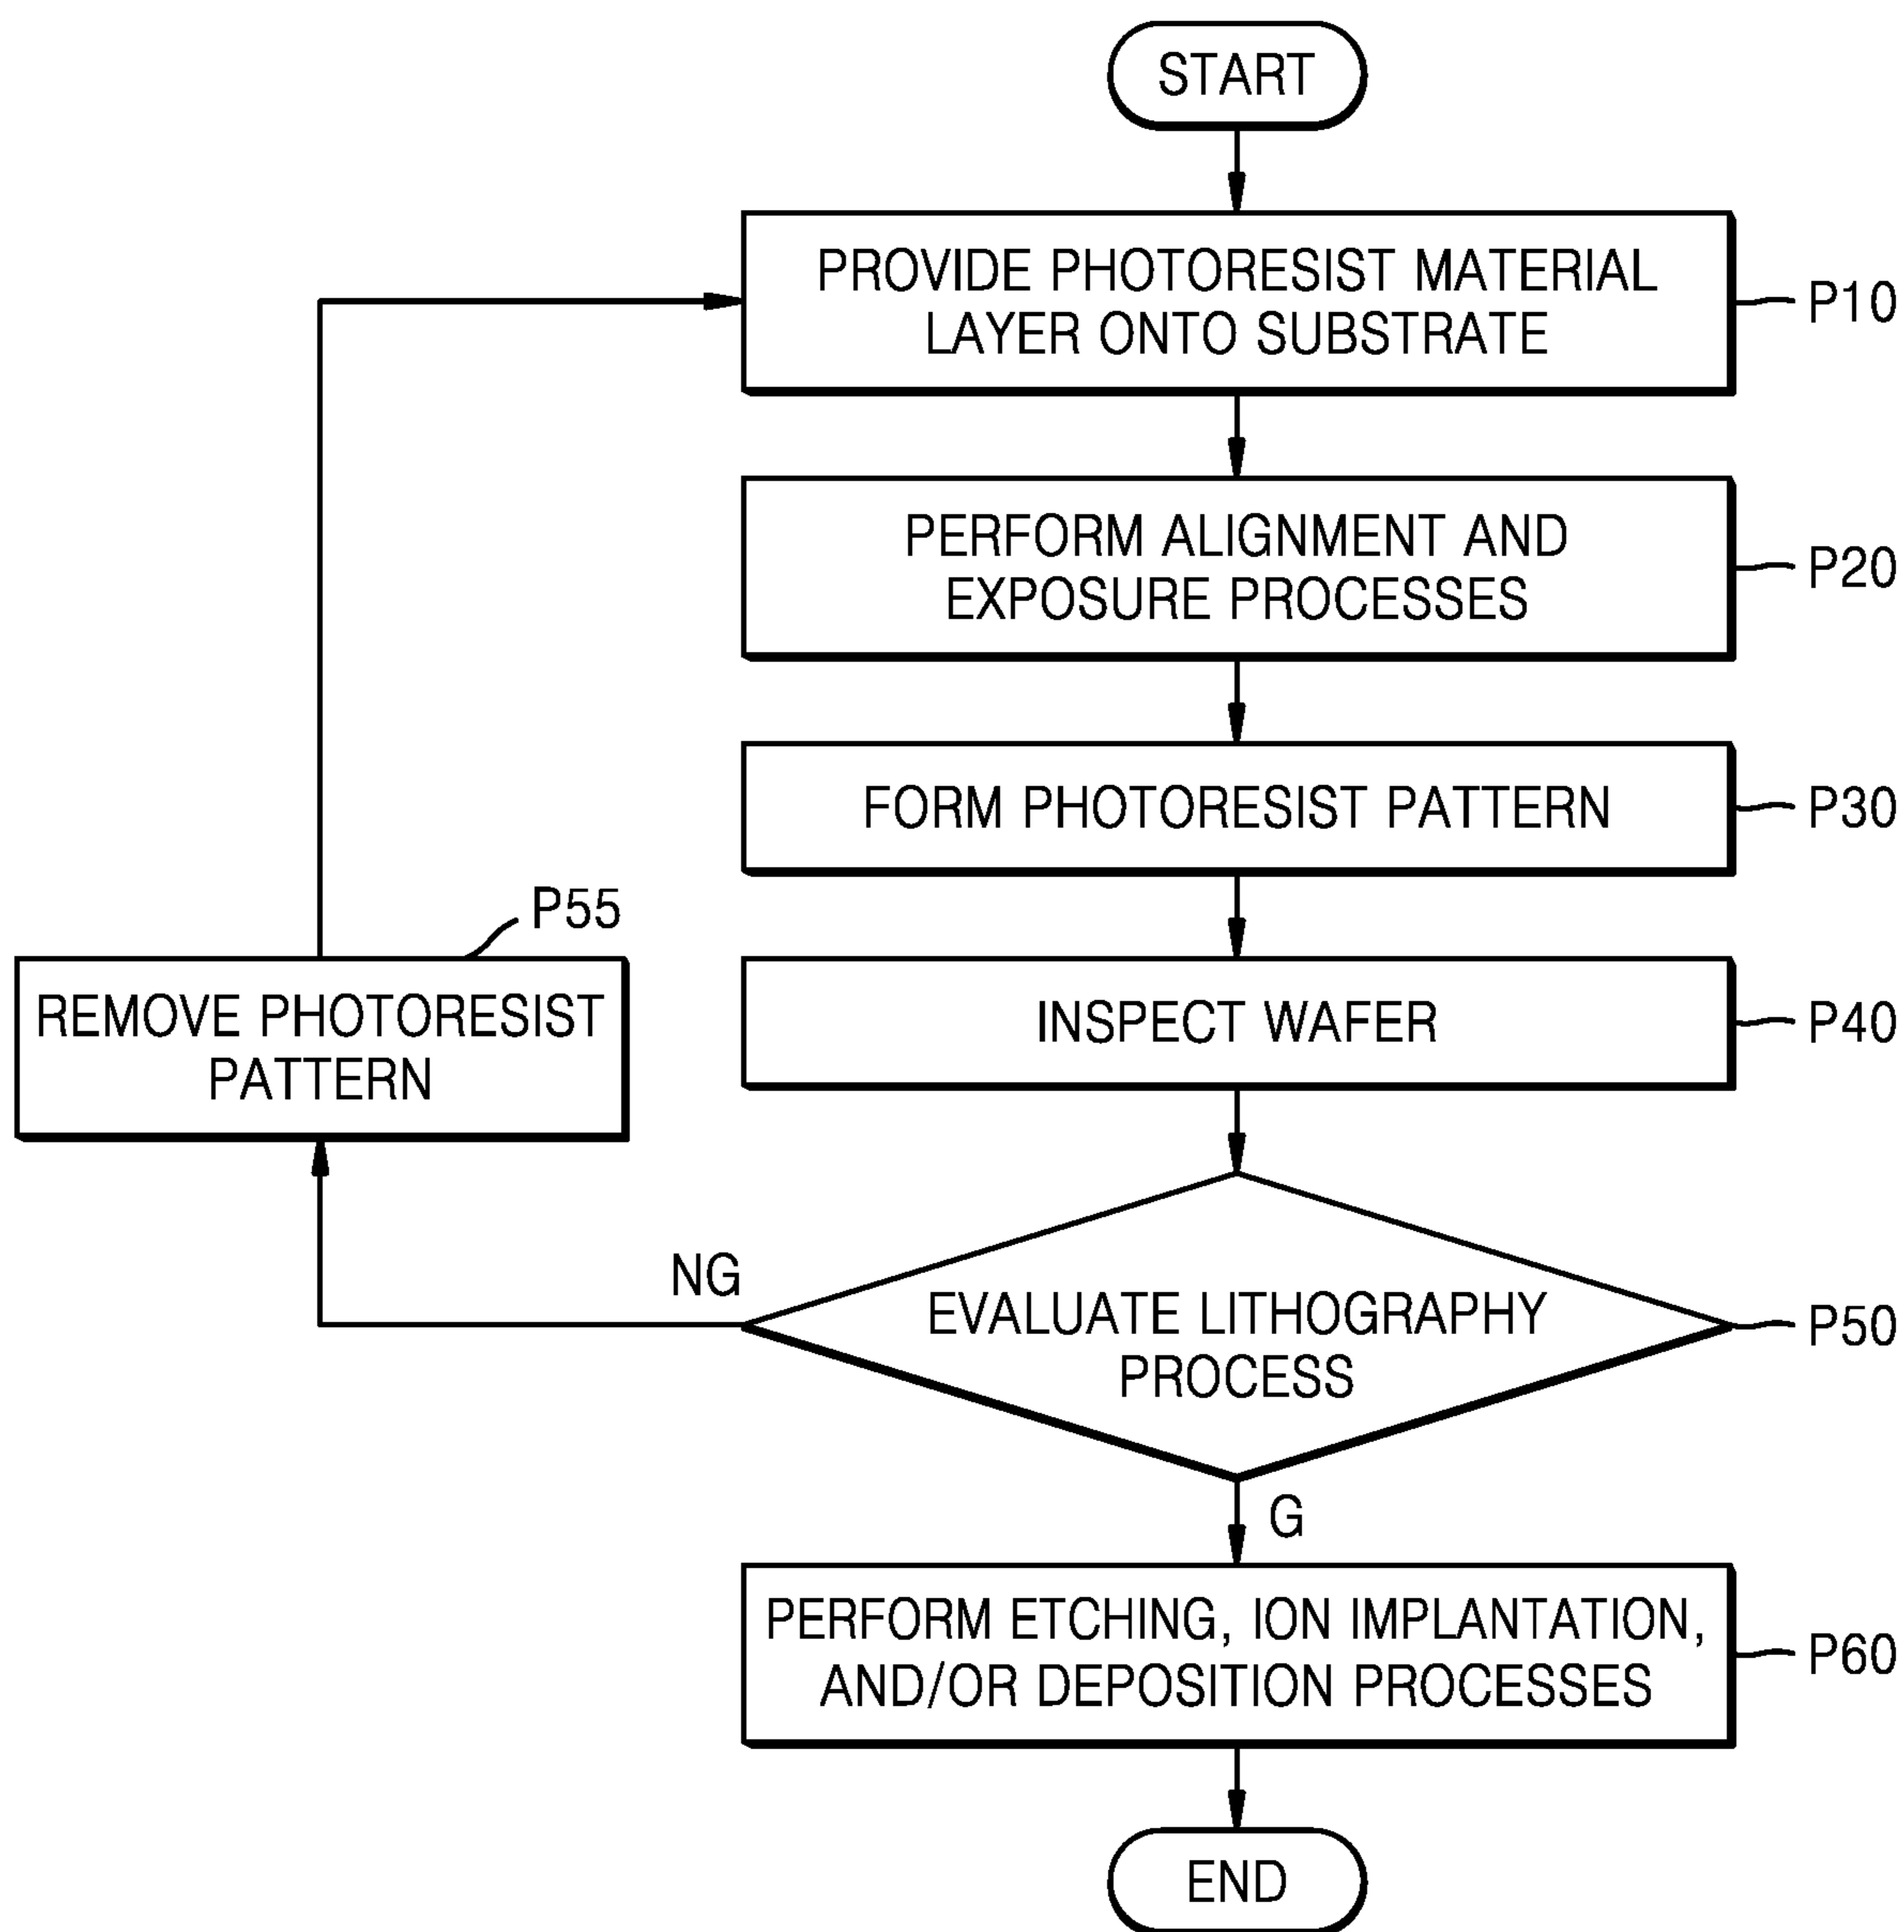 START
PROVIDE PHOTORESIST MATERIAL
LAYER ONTO SUBSTRATE
P10
PERFORM ALIGNMENT AND
EXPOSURE PROCESSES
P20
FORM PHOTORESIST PATTERN
P30
P55
REMOVE PHOTORESIST
PATTERN
INSPECT WAFER
P40
NG
EVALUATE LITHOGRAPHY
PROCESS
P50
G
PERFORM ETCHING, ION IMPLANTATION,
AND/OR DEPOSITION PROCESSES
P60
END